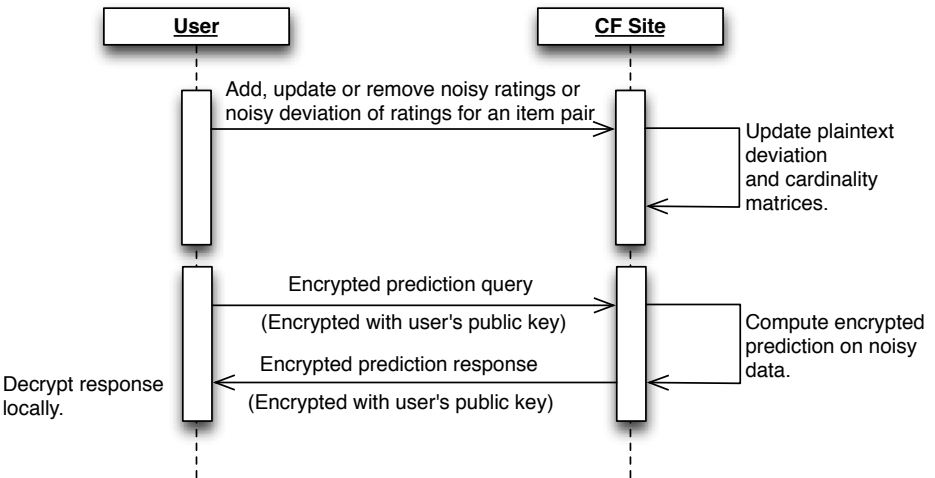 User
CF Site
Add, update or remove noisy ratings or
noisy deviation of ratings for an item pair
Update plaintext
deviation
and cardinality
matrices.
Encrypted prediction query
(Encrypted with user's public key)
Compute encrypted
prediction on noisy
data.
Encrypted prediction response
(Encrypted with user's public key)
Decrypt response
locally.